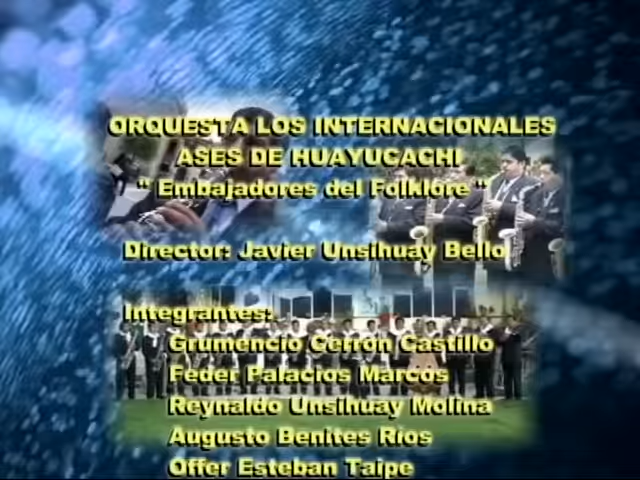 ORQUESTA LOS INTERNACIONALES
ASES DE HUAYUCACHI
" Embajadores del Folklore "
Director: Javier Unsihuay Bello
Integrantes:
Grumencio Cerrón Castillo
Feder Palacios Marcos
Reynaldo Unsihuay Molina
Augusto Benites Rios
Offer Esteban Taipe